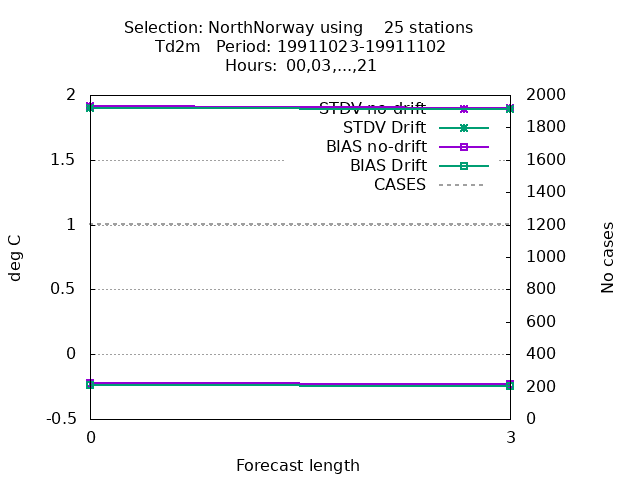 Selection: NorthNorway using    25 stations
Td2m   Period: 19911023-19911102
Hours: 00,03,...,21
2
1.5
1
0.5
0
-0.5
deg C
STDV no-drift
STDV Drift
BIAS no-drift
BIAS Drift
CASES
2000
1800
1600
1400
1200
1000
800
600
400
200
0
No cases
0
3
Forecast length